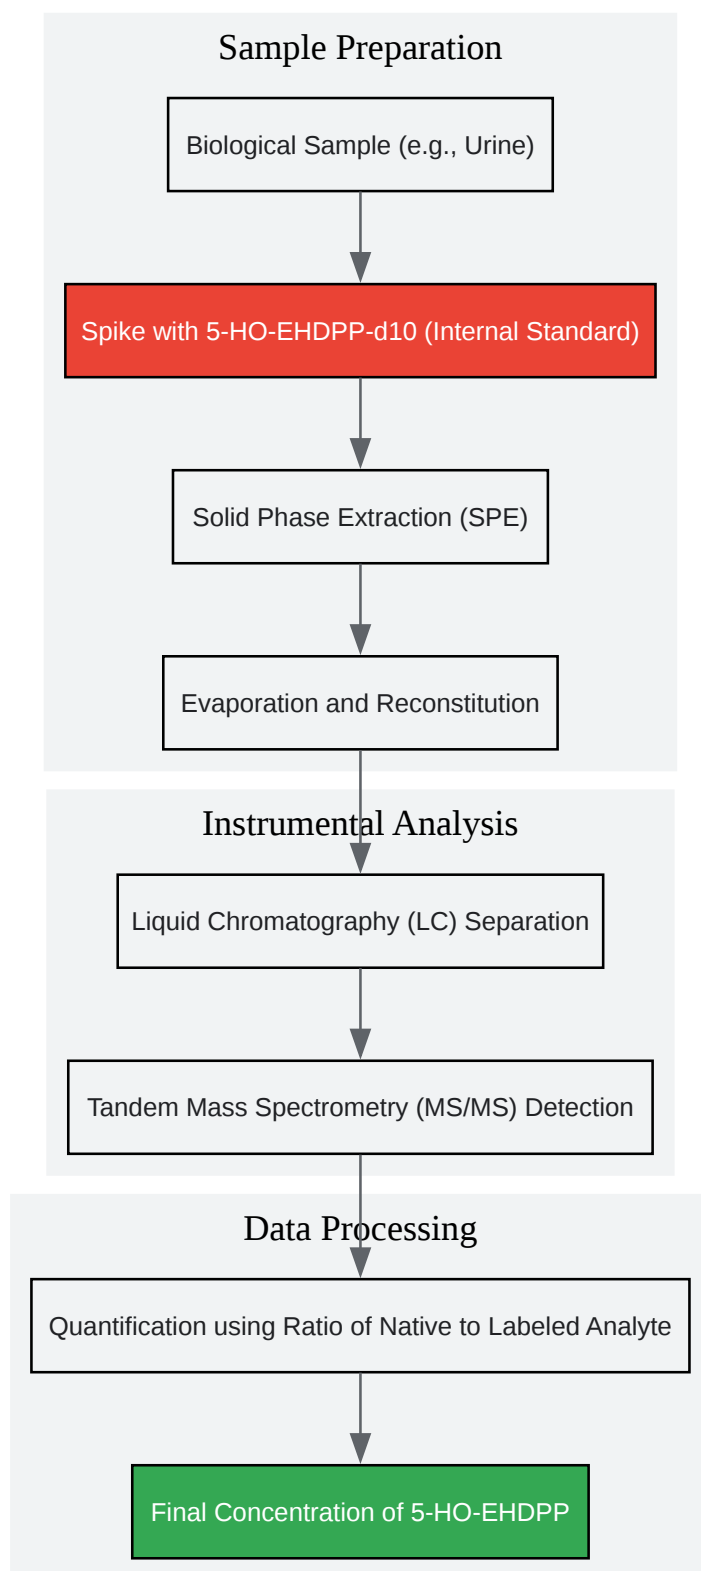 Sample Preparation
Biological Sample (e.g., Urine)
Spike with 5-HO-EHDPP-d10 (Internal Standard)
Solid Phase Extraction (SPE)
Evaporation and Reconstitution
Instrumental Analysis
Liquid Chromatography (LC) Separation
Tandem Mass Spectrometry (MS/MS) Detection
Data Processing
Quantification using Ratio of Native to Labeled Analyte
Final Concentration of 5-HO-EHDPP